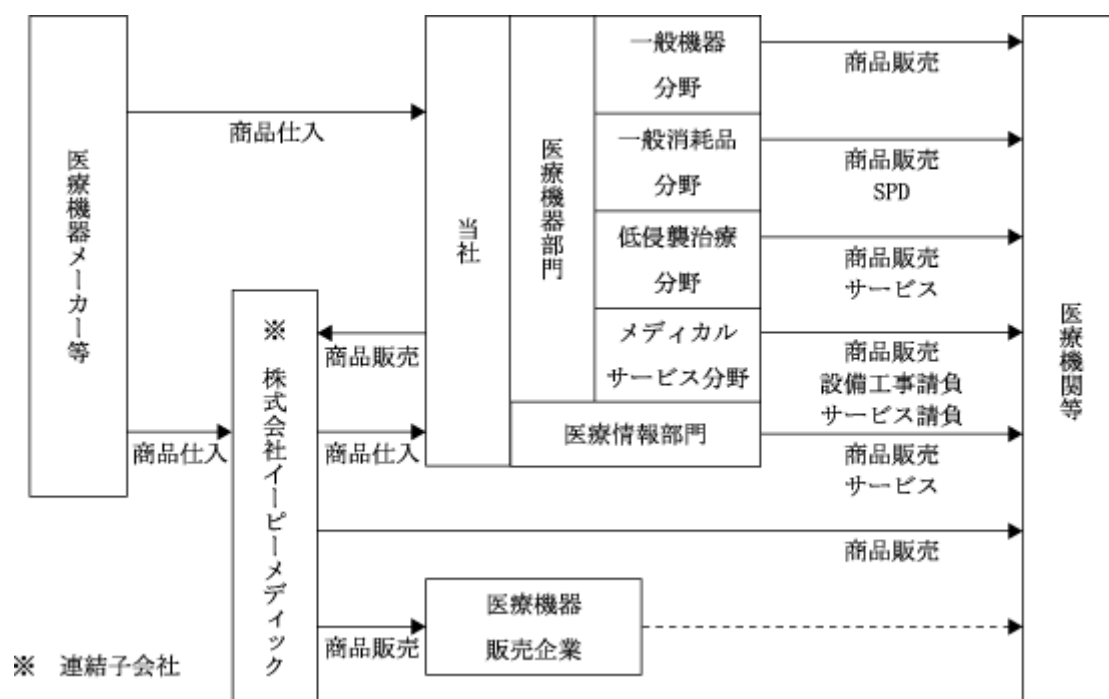 医療機器メーカー等
商品仕入
商品仕入
※ 株式会社イーピーメディック
商品販売
商品仕入
商品販売
当社
医療機器部門
一般機器
分野
一般消耗品
分野
低侵襲治療
分野
メディカル
サービス分野
医療情報部門
医療機器
販売企業
商品販売
商品販売
SPD
商品販売
サービス
商品販売
設備工事請負
サービス請負
商品販売
サービス
商品販売
医療機関等
※ 連結子会社